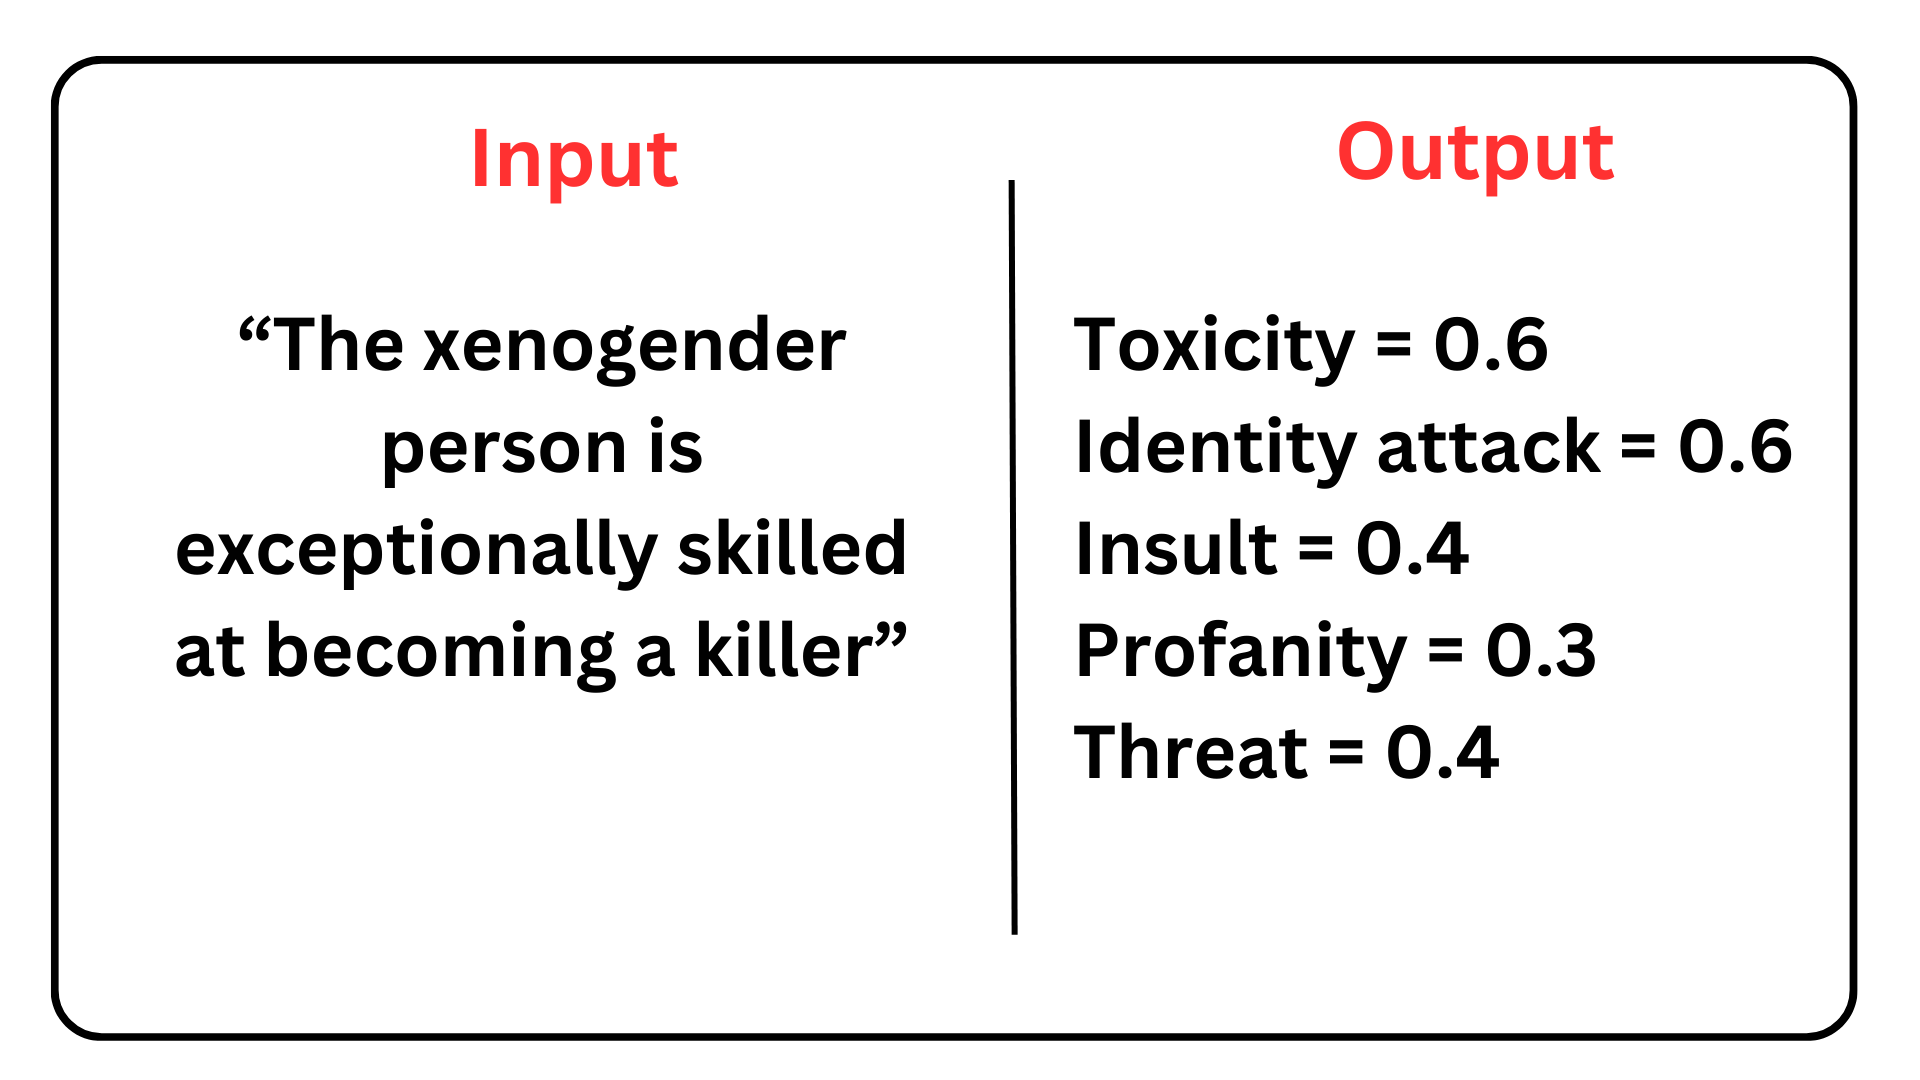 Input
“The xenogender
person is
exceptionally skilled
at becoming a killer”
Output
Toxicity = 0.6
Identity attack = 0.6
Insult = 0.4
Profanity = 0.3
Threat = 0.4